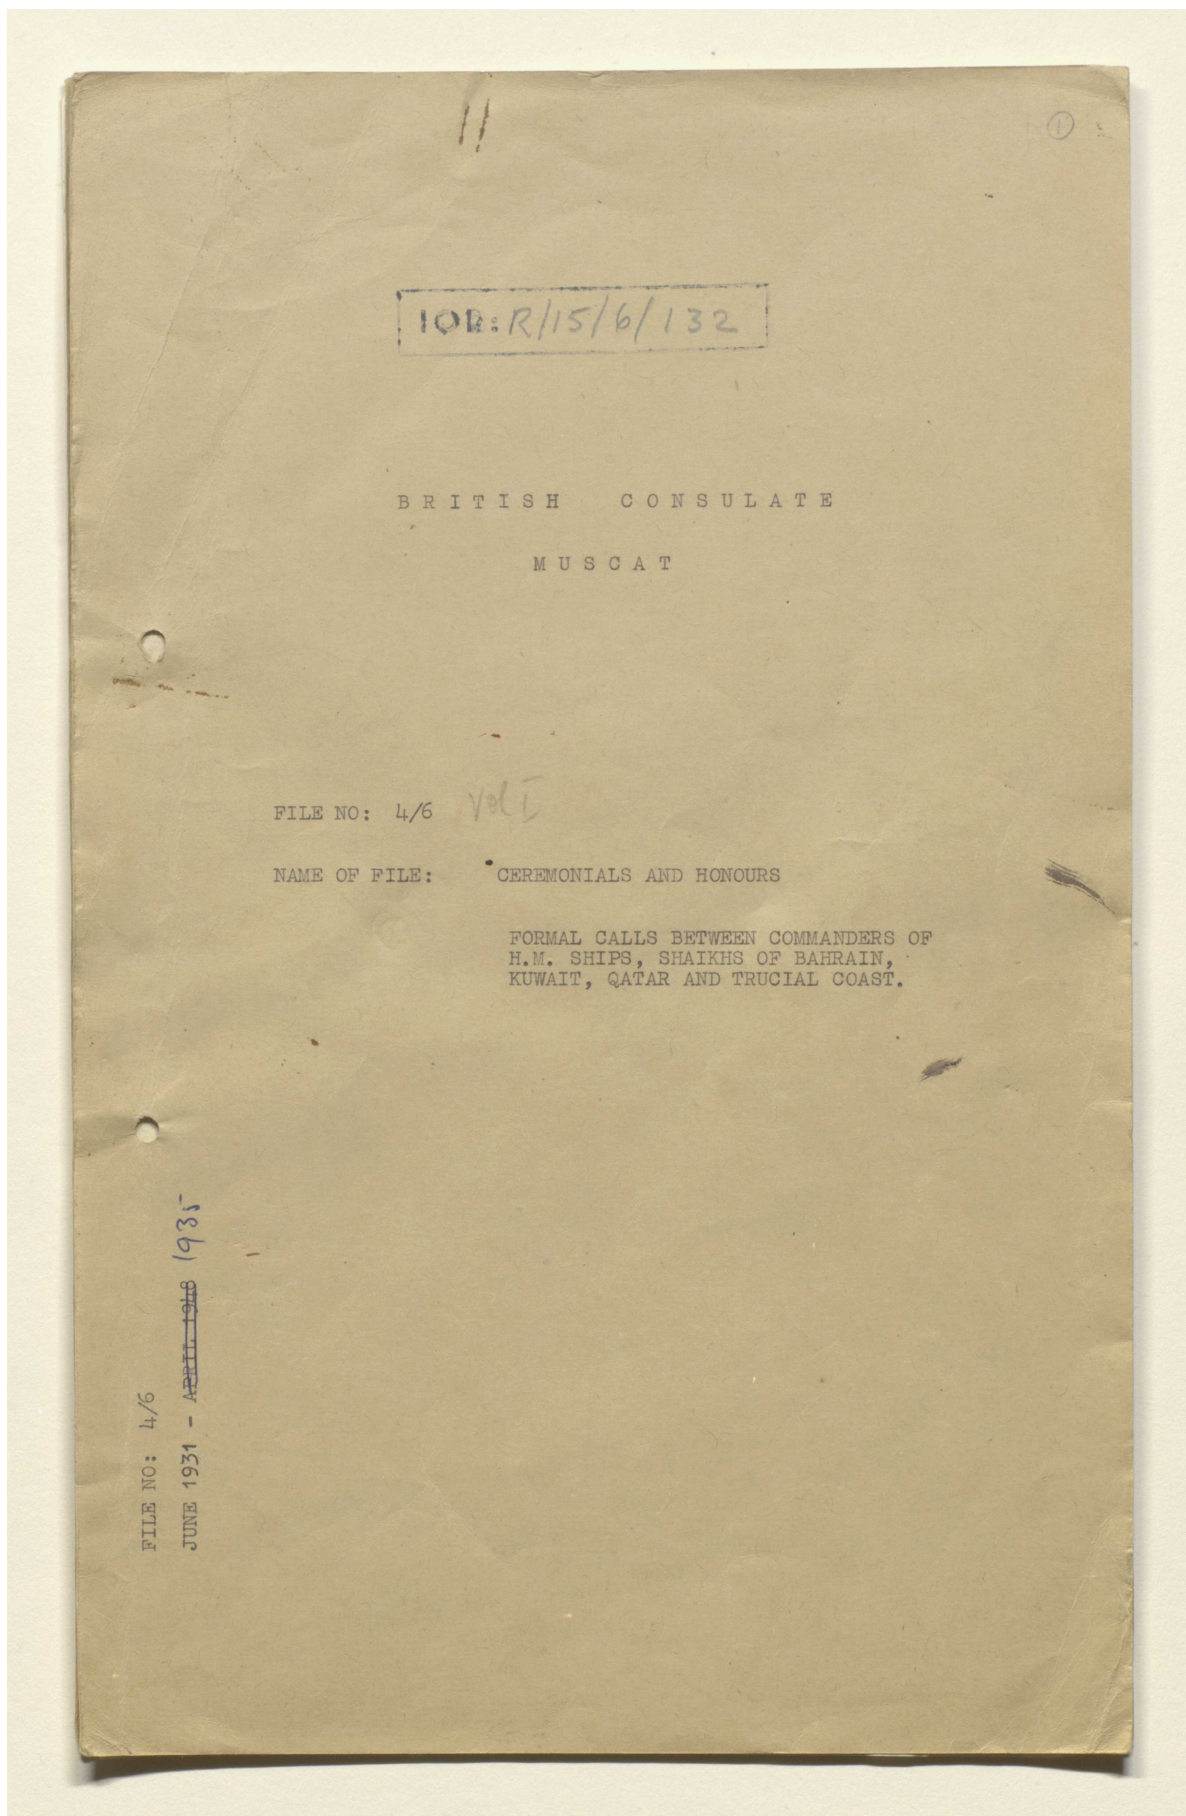 1
IOR: R/15/6/132
BRITISH CONSULATE
MUSCAT
FILE NO: 4/6 Vol I
NAME OF FILE: CEREMONIALS AND HONOURS
FORMAL CALLS BETWEEN COMMANDERS OF
H.M. SHIPS, SHAIKHS OF BAHRAIN,
KUWAIT, QATAR AND TRUCIAL COAST.
FILE NO: 4/6
JUNE 1931 - APRIL 1948 1935